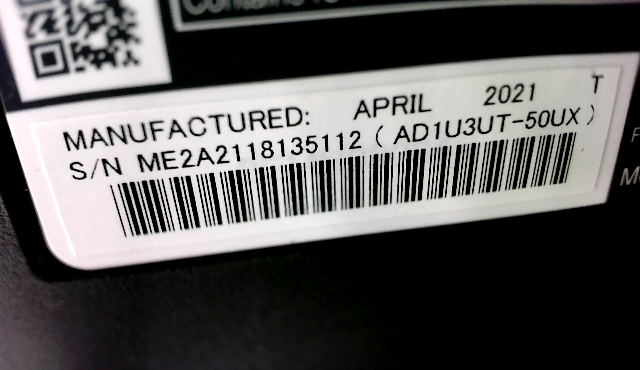 MANUFACTURED: APRIL 2021 T
S/N ME2A2118135112 ( AD1U3UT-50UX )